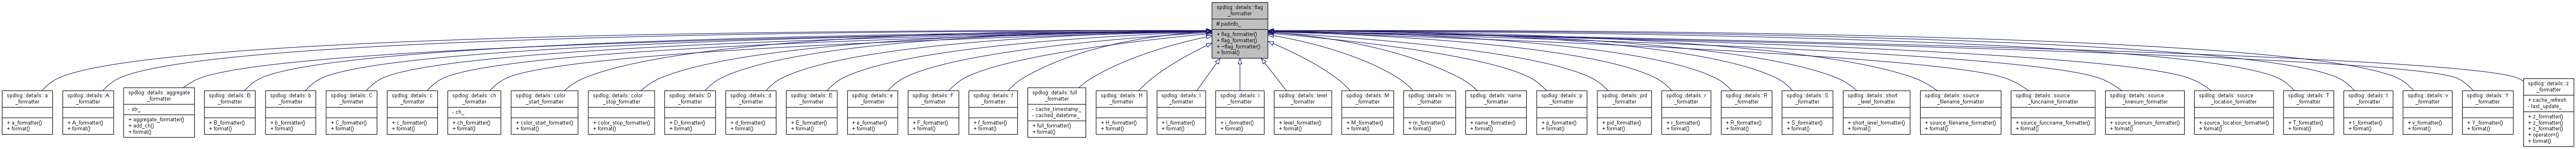 spdlog::details::flag
_formatter
# padinfo_
+ flag_formatter()
+ flag_formatter()
+ ~flag_formatter()
+ format()
spdlog::details::a
_formatter
+ a_formatter()
+ format()
spdlog::details::A
_formatter
+ A_formatter()
+ format()
spdlog::details::aggregate
_formatter
- str_
+ aggregate_formatter()
+ add_ch()
+ format()
spdlog::details::B
_formatter
+ B_formatter()
+ format()
spdlog::details::b
_formatter
+ b_formatter()
+ format()
spdlog::details::C
_formatter
+ C_formatter()
+ format()
spdlog::details::c
_formatter
+ c_formatter()
+ format()
spdlog::details::ch
_formatter
- ch_
+ ch_formatter()
+ format()
spdlog::details::color
_start_formatter
+ color_start_formatter()
+ format()
spdlog::details::color
_stop_formatter
+ color_stop_formatter()
+ format()
spdlog::details::D
_formatter
+ D_formatter()
+ format()
spdlog::details::d
_formatter
+ d_formatter()
+ format()
spdlog::details::E
_formatter
+ E_formatter()
+ format()
spdlog::details::e
_formatter
+ e_formatter()
+ format()
spdlog::details::F
_formatter
+ F_formatter()
+ format()
spdlog::details::f
_formatter
+ f_formatter()
+ format()
spdlog::details::full
_formatter
- cache_timestamp_
- cached_datetime_
+ full_formatter()
+ format()
spdlog::details::H
_formatter
+ H_formatter()
+ format()
spdlog::details::I
_formatter
+ I_formatter()
+ format()
spdlog::details::i
_formatter
+ i_formatter()
+ format()
spdlog::details::level
_formatter
+ level_formatter()
+ format()
spdlog::details::M
_formatter
+ M_formatter()
+ format()
spdlog::details::m
_formatter
+ m_formatter()
+ format()
spdlog::details::name
_formatter
+ name_formatter()
+ format()
spdlog::details::p
_formatter
+ p_formatter()
+ format()
spdlog::details::pid
_formatter
+ pid_formatter()
+ format()
spdlog::details::r
_formatter
+ r_formatter()
+ format()
spdlog::details::R
_formatter
+ R_formatter()
+ format()
spdlog::details::S
_formatter
+ S_formatter()
+ format()
spdlog::details::short
_level_formatter
+ short_level_formatter()
+ format()
spdlog::details::source
_filename_formatter
+ source_filename_formatter()
+ format()
spdlog::details::source
_funcname_formatter
+ source_funcname_formatter()
+ format()
spdlog::details::source
_linenum_formatter
+ source_linenum_formatter()
+ format()
spdlog::details::source
_location_formatter
+ source_location_formatter()
+ format()
spdlog::details::T
_formatter
+ T_formatter()
+ format()
spdlog::details::t
_formatter
+ t_formatter()
+ format()
spdlog::details::v
_formatter
+ v_formatter()
+ format()
spdlog::details::Y
_formatter
+ Y_formatter()
+ format()
spdlog::details::z
_formatter
+ cache_refresh
- last_update_
+ z_formatter()
+ z_formatter()
+ z_formatter()
+ operator=()
+ format()